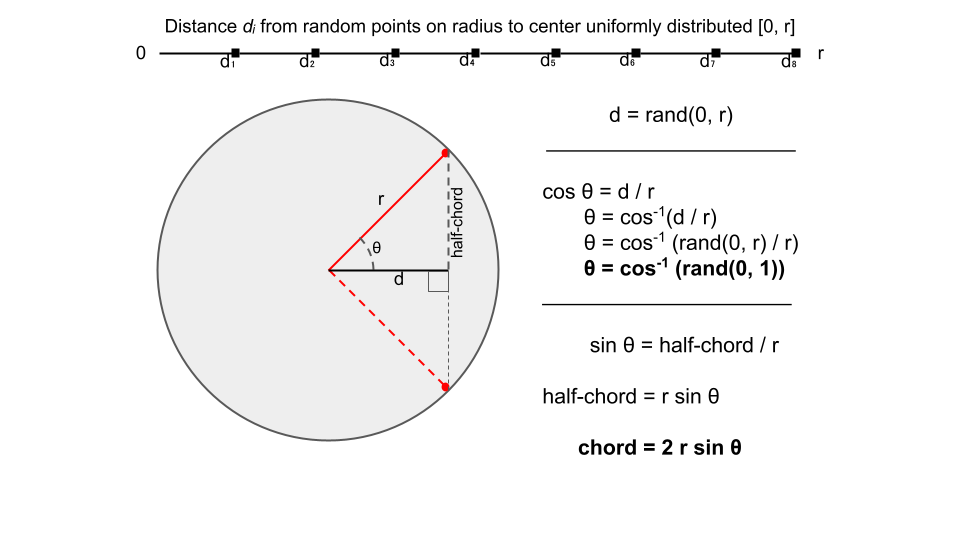 Distance dᵢ from random points on radius to center uniformly distributed [0, r]
0 r
d₁ d₂ d₃ d₄ d₅ d₆ d₇ d₈
d = rand(0, r)
r
θ
d
half-chord
cos θ = d / r
θ = cos⁻¹(d / r)
θ = cos⁻¹ (rand(0, r) / r)
θ = cos⁻¹ (rand(0, 1))
sin θ = half-chord / r
half-chord = r sin θ
chord = 2 r sin θ